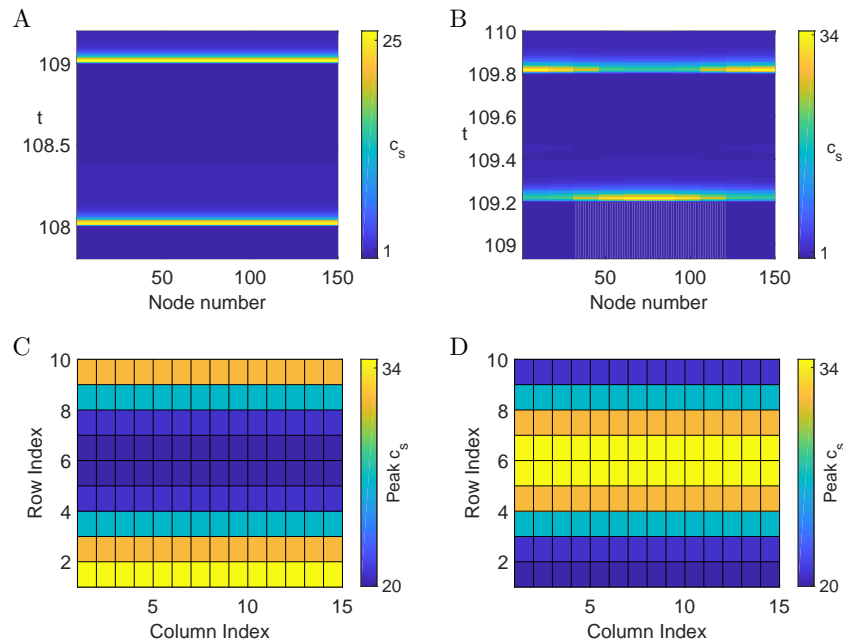 A
25
109
t
108.5
c_s
108
1
50
100
150
Node number
B
110
34
109.8
109.6
t
109.4
c_s
109.2
109
1
50
100
150
Node number
C
10
34
8
Row Index
6
Peak c_s
4
2
20
5
10
15
Column Index
D
10
34
8
Row Index
6
Peak c_s
4
2
20
5
10
15
Column Index